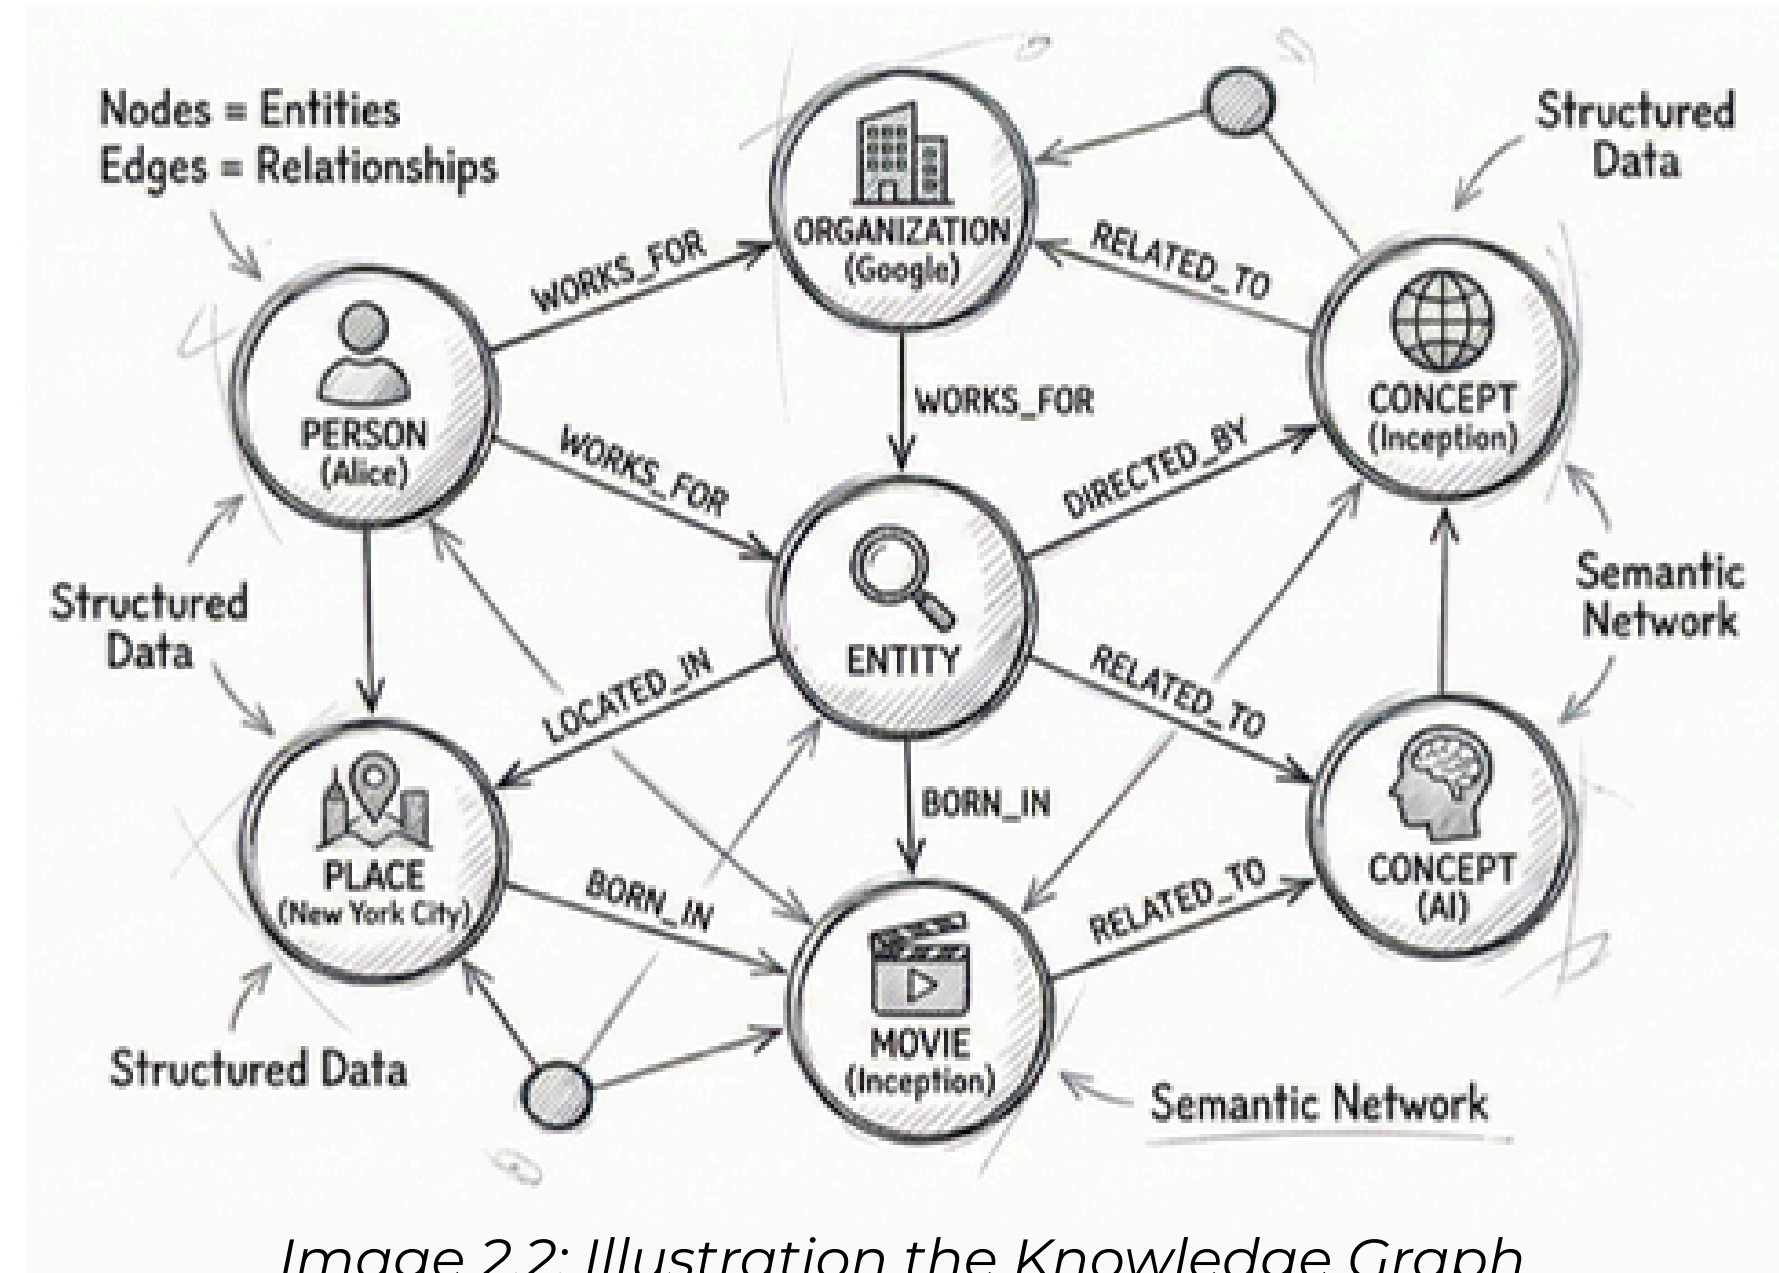 Nodes = Entities
Edges = Relationships
Structured
Data
ORGANIZATION
(Google)
WORKS_FOR
RELATED_TO
PERSON
(Alice)
CONCEPT
(Inception)
WORKS_FOR
WORKS_FOR
DIRECTED_BY
Structured
Data
ENTITY
Semantic
Network
LOCATED_IN
RELATED_TO
BORN_IN
PLACE
(New York City)
CONCEPT
(AI)
BORN_IN
RELATED_TO
MOVIE
(Inception)
Structured Data
Semantic Network
Image 2.2: Illustration the Knowledge Graph